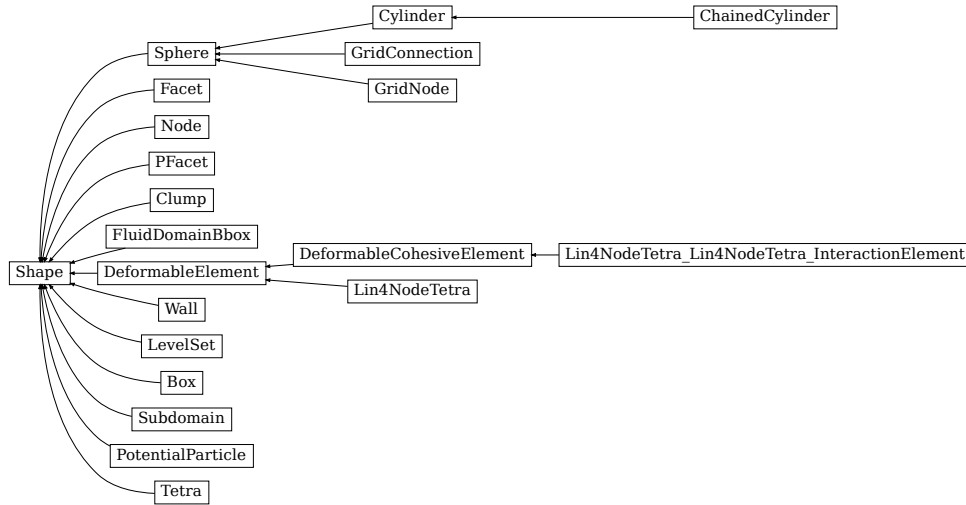 Cylinder
ChainedCylinder
Sphere
GridConnection
GridNode
Facet
Node
PFacet
Clump
FluidDomainBbox
DeformableCohesiveElement
Lin4NodeTetra_Lin4NodeTetra_InteractionElement
Shape
DeformableElement
Lin4NodeTetra
Wall
LevelSet
Box
Subdomain
PotentialParticle
Tetra